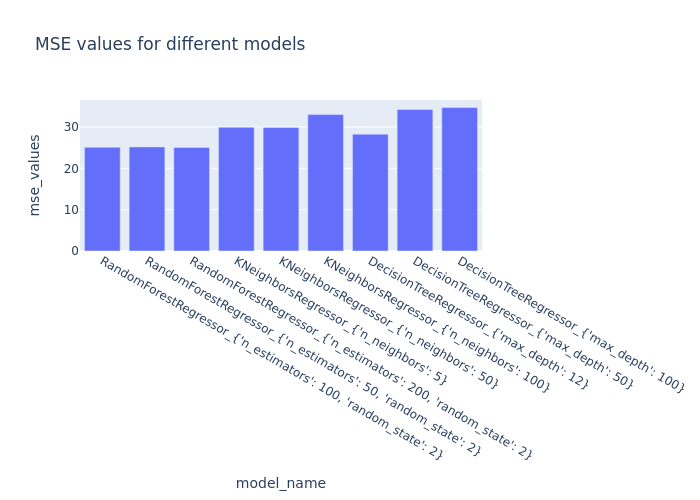 MSE values for different models
mse_values
30
20
10
0
RandomForestRegressor_{'n_estimators': 100, 'random_state': 2}
RandomForestRegressor_{'n_estimators': 50, 'random_state': 2}
RandomForestRegressor_{'n_estimators': 200, 'random_state': 2}
KNeighborsRegressor_{'n_neighbors': 5}
KNeighborsRegressor_{'n_neighbors': 50}
KNeighborsRegressor_{'n_neighbors': 100}
DecisionTreeRegressor_{'max_depth': 12}
DecisionTreeRegressor_{'max_depth': 50}
DecisionTreeRegressor_{'max_depth': 100}
model_name